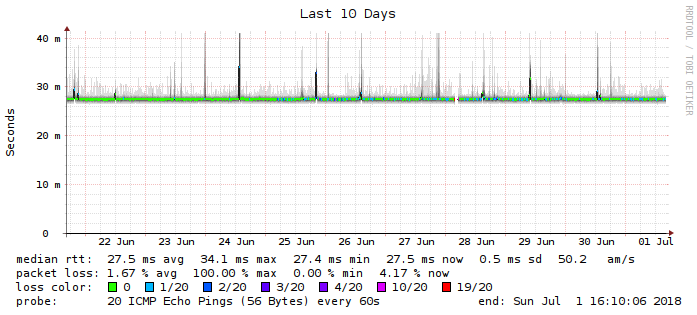 Last 10 Days
RRDTOOL / TOBI OETIKER
Seconds
40 m
30 m
20 m
10 m
0
22 Jun 23 Jun 24 Jun 25 Jun 26 Jun 27 Jun 28 Jun 29 Jun 30 Jun 01 Jul
median rtt: 27.5 ms avg 34.1 ms max 27.4 ms min 27.5 ms now 0.5 ms sd 50.2 am/s
packet loss: 1.67 % avg 100.00 % max 0.00 % min 4.17 % now
loss color: 0 1/20 2/20 3/20 4/20 10/20 19/20
probe: 20 ICMP Echo Pings (56 Bytes) every 60s end: Sun Jul 1 16:10:06 2018